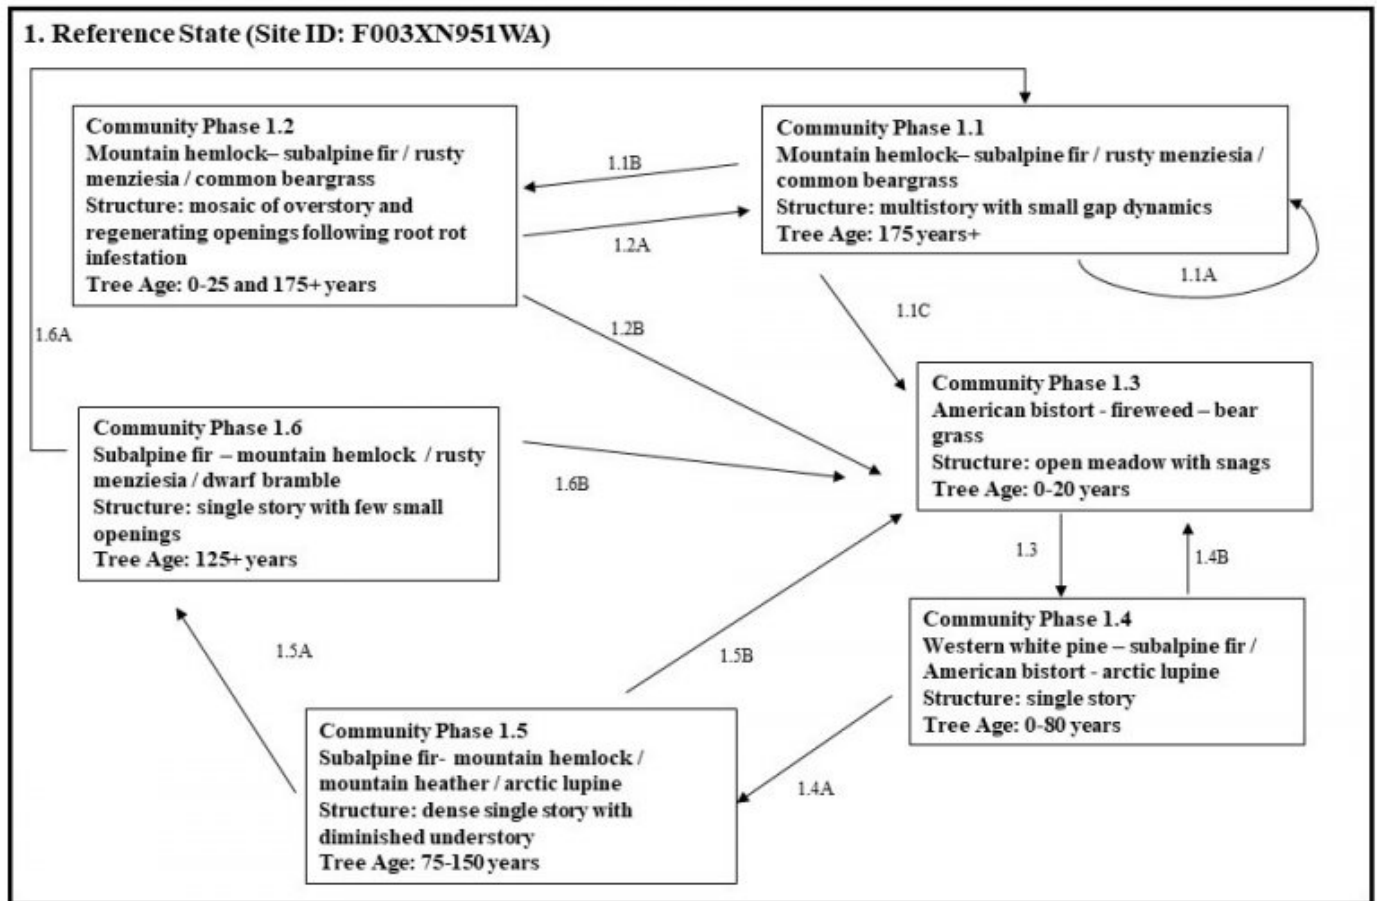 1. Reference State (Site ID: F003XN951WA)
Community Phase 1.2
Mountain hemlock– subalpine fir / rusty
menziesia / common beargrass
Structure: mosaic of overstory and
regenerating openings following root rot
infestation
Tree Age: 0-25 and 175+ years
1.1B
1.2A
Community Phase 1.1
Mountain hemlock– subalpine fir / rusty menziesia /
common beargrass
Structure: multistory with small gap dynamics
Tree Age: 175 years+
1.1A
1.1C
1.2B
1.6A
Community Phase 1.3
American bistort - fireweed – bear
grass
Structure: open meadow with snags
Tree Age: 0-20 years
Community Phase 1.6
Subalpine fir – mountain hemlock / rusty
menziesia / dwarf bramble
Structure: single story with few small
openings
Tree Age: 125+ years
1.6B
1.3
1.4B
Community Phase 1.4
Western white pine – subalpine fir /
American bistort - arctic lupine
Structure: single story
Tree Age: 0-80 years
1.5A
1.5B
Community Phase 1.5
Subalpine fir- mountain hemlock /
mountain heather / arctic lupine
Structure: dense single story with
diminished understory
Tree Age: 75-150 years
1.4A